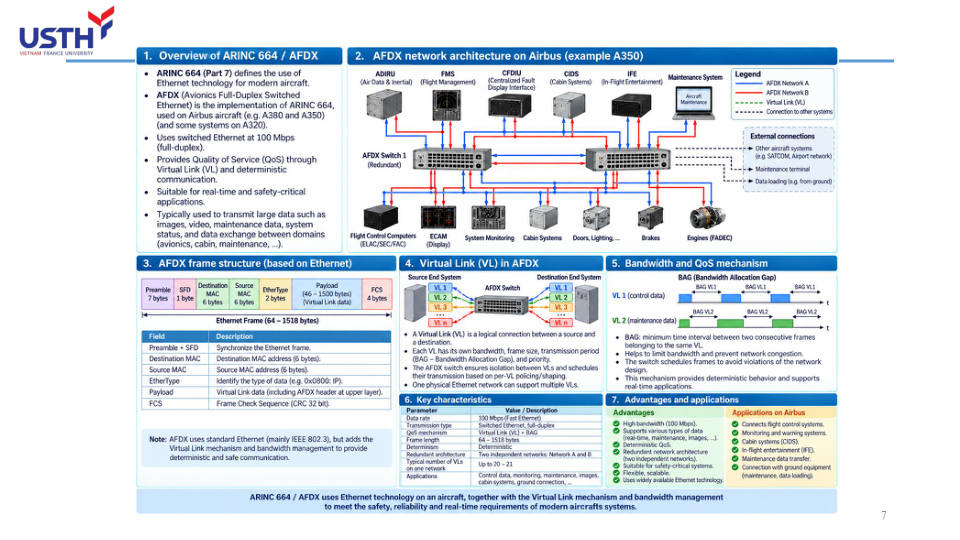 USTH
VIETNAM FRANCE UNIVERSITY
1. Overview of ARINC 664 / AFDX
• ARINC 664 (Part 7) defines the use of
Ethernet technology for modern aircraft.
• AFDX (Avionics Full-Duplex Switched
Ethernet) is the implementation of ARINC 664,
used on Airbus aircraft (e.g. A380 and A350)
(and some systems on A320).
• Uses switched Ethernet at 100 Mbps
(full-duplex).
• Provides Quality of Service (QoS) through
Virtual Link (VL) and deterministic
communication.
• Suitable for real-time and safety-critical
applications.
• Typically used to transmit large data such as
images, video, maintenance data, system
status, and data exchange between domains
(avionics, cabin, maintenance, ...).
2. AFDX network architecture on Airbus (example A350)
ADIRU
(Air Data & Inertial)
FMS
(Flight Management)
CFDIU
(Centralized Fault
Display Interface)
CIDS
(Cabin Systems)
IFE
(In-Flight Entertainment)
Maintenance System
Aircraft
Maintenance
Legend
AFDX Network A
AFDX Network B
Virtual Link (VL)
Connection to other systems
AFDX Switch 1
(Redundant)
External connections
Other aircraft systems
(e.g. SATCOM, Airport network)
Maintenance terminal
Data loading (e.g. from ground)
Flight Control Computers
(ELAC/SEC/FAC)
ECAM
(Display)
System Monitoring
Cabin Systems
Doors, Lighting, ...
Brakes
Engines (FADEC)
3. AFDX frame structure (based on Ethernet)
Preamble
7 bytes
SFD
1 byte
Destination
MAC
6 bytes
Source
MAC
6 bytes
EtherType
2 bytes
Payload
(46 – 1500 bytes)
(Virtual Link data)
FCS
4 bytes
Ethernet Frame (64 – 1518 bytes)
Field Description
Preamble + SFD Synchronize the Ethernet frame.
Destination MAC Destination MAC address (6 bytes).
Source MAC Source MAC address (6 bytes).
EtherType Identify the type of data (e.g. 0x0800: IP).
Payload Virtual Link data (including AFDX header at upper layer).
FCS Frame Check Sequence (CRC 32 bit).
Note: AFDX uses standard Ethernet (mainly IEEE 802.3), but adds the
Virtual Link mechanism and bandwidth management to provide
deterministic and safe communication.
4. Virtual Link (VL) in AFDX
Source End System
AFDX Switch
Destination End System
VL 1
VL 2
VL 3
...
VL n
VL 1
VL 2
VL 3
...
VL n
• A Virtual Link (VL) is a logical connection between a source and
a destination.
• Each VL has its own bandwidth, frame size, transmission period
(BAG – Bandwidth Allocation Gap), and priority.
• The AFDX switch ensures isolation between VLs and schedules
their transmission based on per-VL policing/shaping.
• One physical Ethernet network can support multiple VLs.
5. Bandwidth and QoS mechanism
BAG (Bandwidth Allocation Gap)
BAG VL1 BAG VL1 BAG VL1
VL 1 (control data)
t
BAG VL2 BAG VL2
VL 2 (maintenance data)
t
• BAG: minimum time interval between two consecutive frames
belonging to the same VL.
• Helps to limit bandwidth and prevent network congestion.
• The switch schedules frames to avoid violations of the network
design.
• This mechanism provides deterministic behavior and supports
real-time applications.
6. Key characteristics
Parameter Value / Description
Data rate 100 Mbps (Fast Ethernet)
Transmission type Switched Ethernet, full-duplex
QoS mechanism Virtual Link (VL) + BAG
Frame length 64 – 1518 bytes
Determinism Deterministic
Redundant architecture Two independent networks: Network A and B
Typical number of VLs
on one network Up to 20 – 21
Applications Control data, monitoring, maintenance, images,
cabin systems, ground connection, ...
7. Advantages and applications
Advantages
High bandwidth (100 Mbps).
Supports various types of data
(real-time, maintenance, images, ...).
Deterministic QoS.
Redundant network architecture
(two independent networks).
Suitable for safety-critical systems.
Flexible, scalable.
Uses widely available Ethernet technology.
Applications on Airbus
Connects flight control systems.
Monitoring and warning systems.
Cabin systems (CIDS).
In-flight entertainment (IFE).
Maintenance data transfer.
Connection with ground equipment
(maintenance, data loading).
ARINC 664 / AFDX uses Ethernet technology on an aircraft, together with the Virtual Link mechanism and bandwidth management
to meet the safety, reliability and real-time requirements of modern aircrafts systems.
7